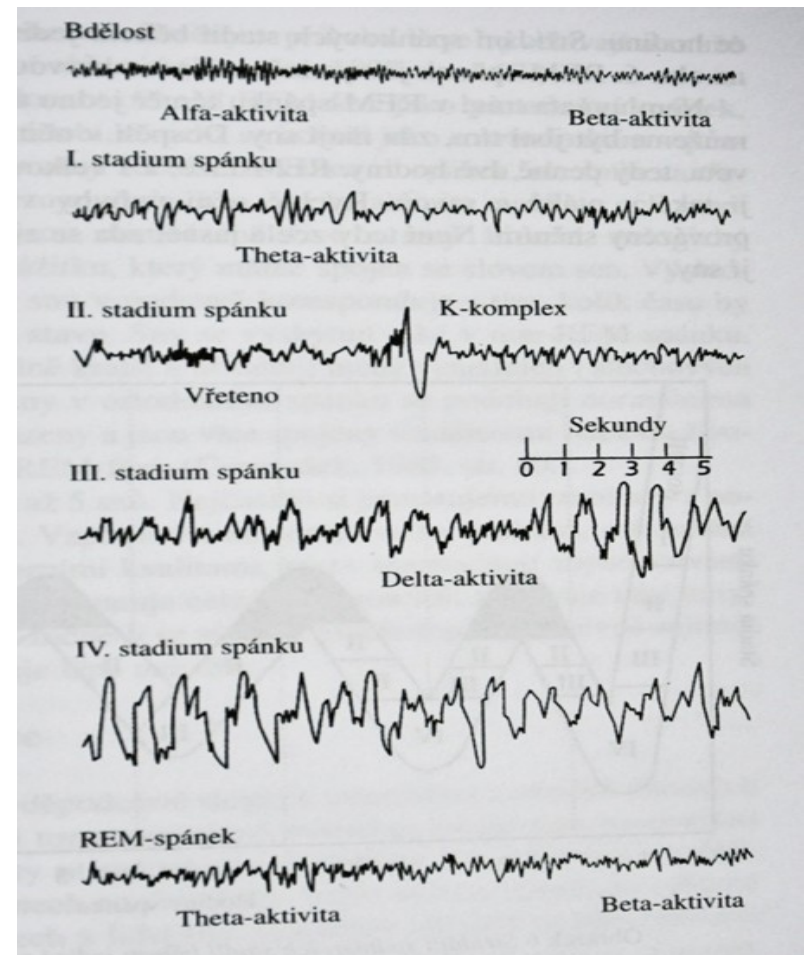 Bdělost
Alfa-aktivita
Beta-aktivita
I. stadium spánku
Theta-aktivita
II. stadium spánku
K-komplex
Vřeteno
Sekundy
0 1 2 3 4 5
III. stadium spánku
Delta-aktivita
IV. stadium spánku
REM-spánek
Theta-aktivita
Beta-aktivita